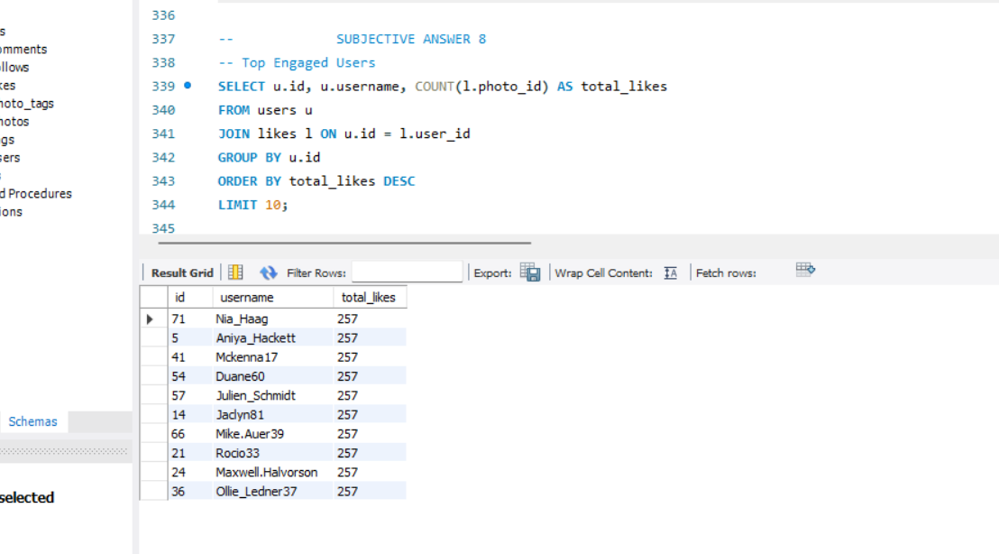 s
omments
ollows
kes
hoto_tags
hotos
gs
sers
d Procedures
ions
Schemas
selected
336
337 -- SUBJECTIVE ANSWER 8
338 -- Top Engaged Users
339 SELECT u.id, u.username, COUNT(l.photo_id) AS total_likes
340 FROM users u
341 JOIN likes l ON u.id = l.user_id
342 GROUP BY u.id
343 ORDER BY total_likes DESC
344 LIMIT 10;
345
Result Grid Filter Rows: Export: Wrap Cell Content: Fetch rows:
id username total_likes
71 Nia_Haag 257
5 Aniya_Hackett 257
41 Mckenna17 257
54 Duane60 257
57 Julien_Schmidt 257
14 Jaclyn81 257
66 Mike.Auer39 257
21 Rocio33 257
24 Maxwell.Halvorson 257
36 Ollie_Ledner37 257